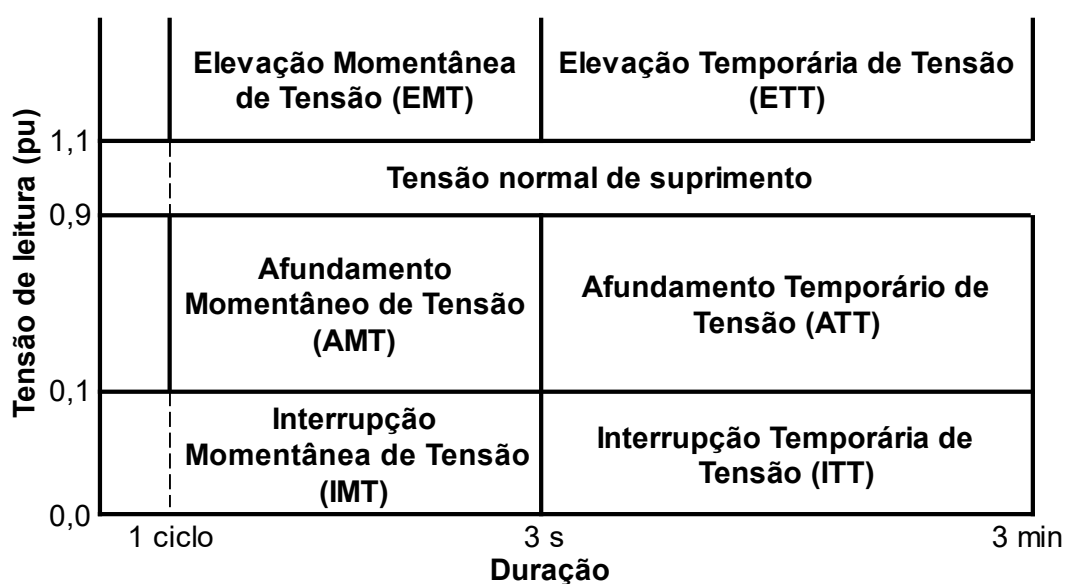 Elevação Momentânea
de Tensão (EMT)
Elevação Temporária de Tensão
(ETT)
Tensão de leitura (pu)
1,1
Tensão normal de suprimento
0,9
Afundamento
Momentâneo de Tensão
(AMT)
Afundamento Temporário de
Tensão (ATT)
0,1
Interrupção
Momentânea de Tensão
(IMT)
Interrupção Temporária de
Tensão (ITT)
0,0
1 ciclo
3 s
3 min
Duração